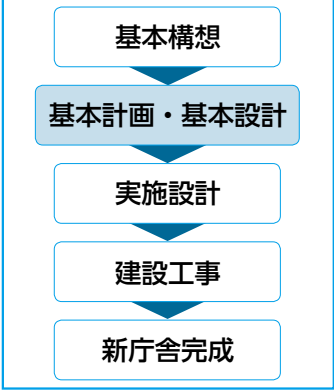 基本構想
基本計画・基本設計
実施設計
建設工事
新庁舎完成